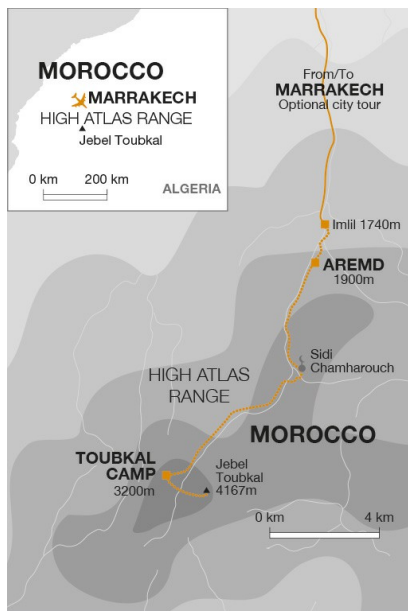 MOROCCO
MARRAKECH
HIGH ATLAS RANGE
Jebel Toubkal
0 km 200 km
ALGERIA
From/To
MARRAKECH
Optional city tour
Imlil 1740m
AREMD
1900m
Sidi
Chamharouch
HIGH ATLAS
RANGE
MOROCCO
TOUBKAL
CAMP
3200m
Jebel
Toubkal
4167m
0 km 4 km